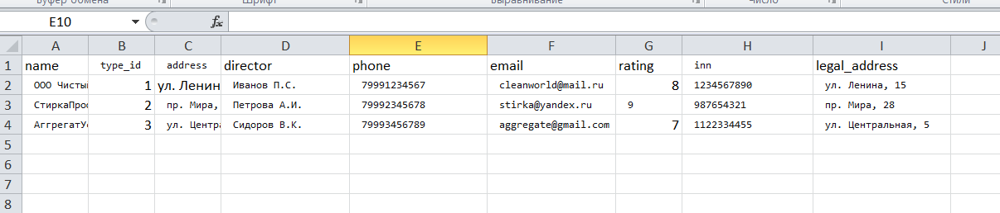 Буфер обмена Шрифт Выравнивание Число Стили
E10 fx
A B C D E F G H I J
1 name type_id address director phone email rating inn legal_address
2 ООО Чисты 1 ул. Ленин Иванов П.С. 79991234567 cleanworld@mail.ru 8 1234567890 ул. Ленина, 15
3 СтиркаПро 2 пр. Мира, Петрова А.И. 79992345678 stirka@yandex.ru 9 987654321 пр. Мира, 28
4 АггрегатУ 3 ул. Центр Сидоров В.К. 79993456789 aggregate@gmail.com 7 1122334455 ул. Центральная, 5
5
6
7
8